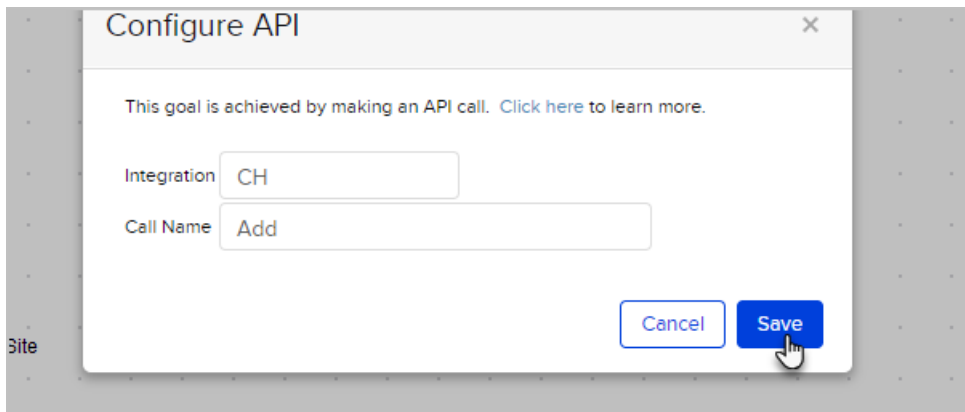 Configure API
×
This goal is achieved by making an API call. Click here to learn more.
Integration CH
Call Name Add
Cancel Save
Site